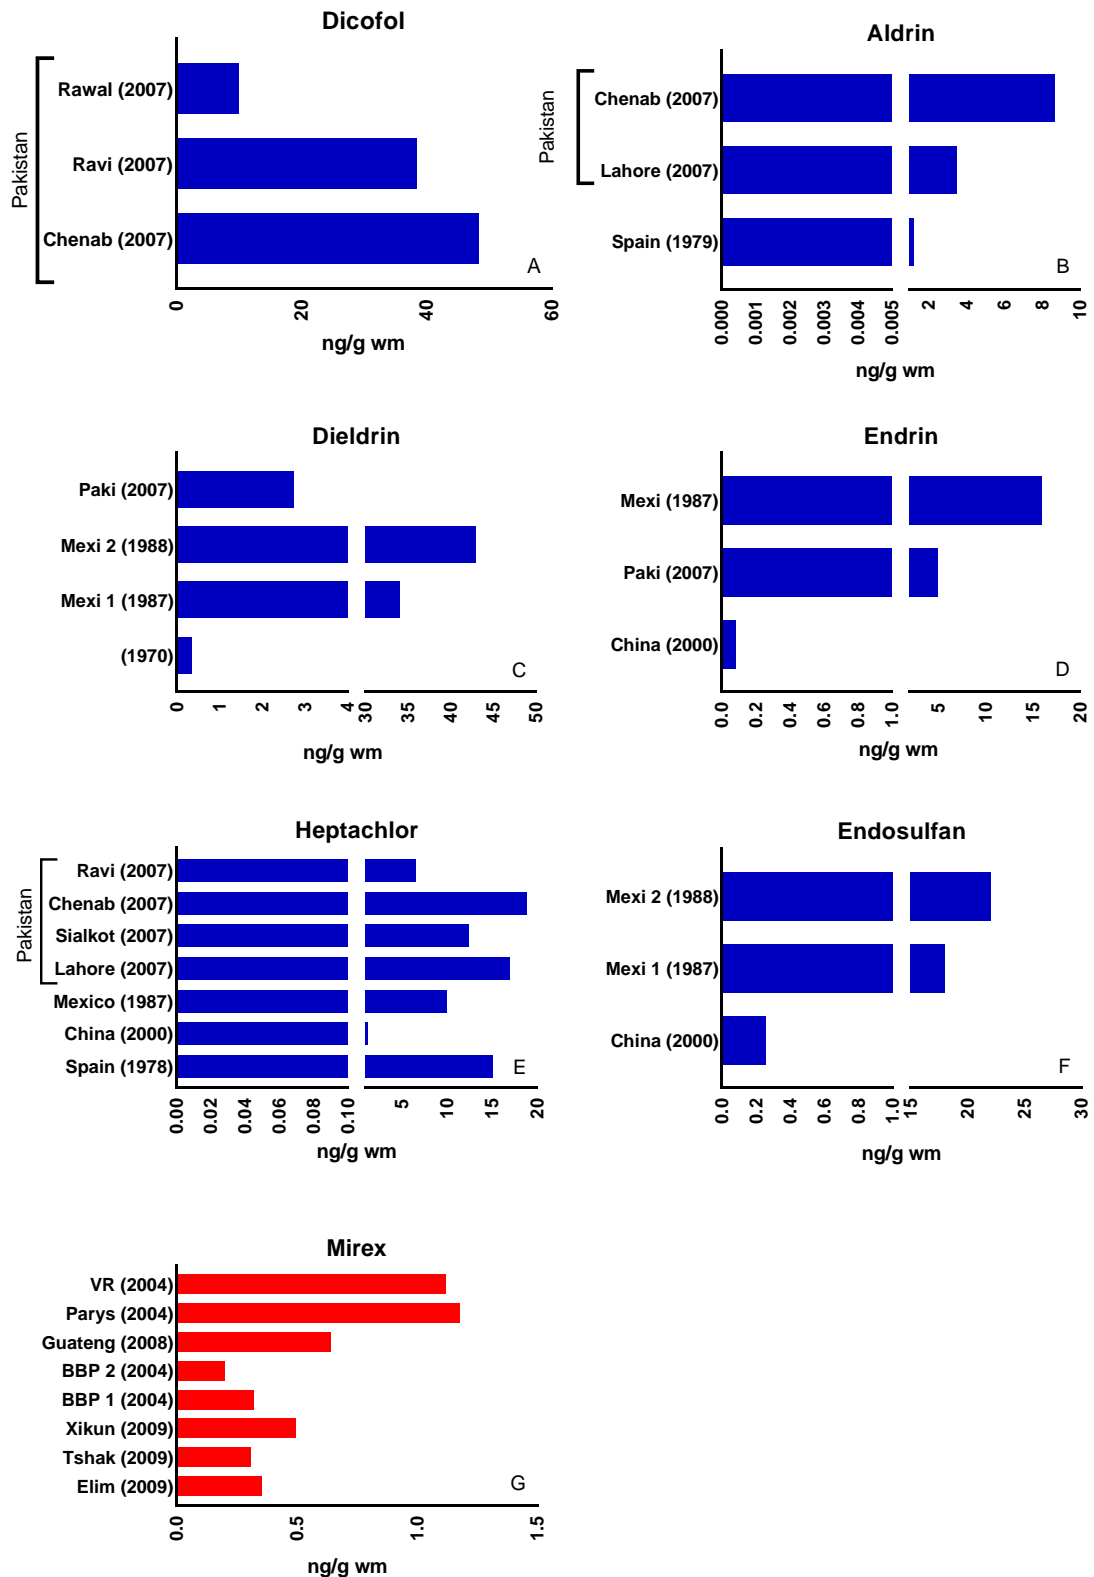 Dicofol
Pakistan
Rawal (2007)
Ravi (2007)
Chenab (2007)
A
0 20 40 60
ng/g wm
Aldrin
Pakistan
Chenab (2007)
Lahore (2007)
Spain (1979)
B
0.000 0.001 0.002 0.003 0.004 0.005 2 4 6 8 10
ng/g wm
Dieldrin
Paki (2007)
Mexi 2 (1988)
Mexi 1 (1987)
(1970)
C
0 1 2 3 4 30 35 40 45 50
ng/g wm
Endrin
Mexi (1987)
Paki (2007)
China (2000)
D
0.0 0.2 0.4 0.6 0.8 1.0 5 10 15 20
ng/g wm
Heptachlor
Pakistan
Ravi (2007)
Chenab (2007)
Sialkot (2007)
Lahore (2007)
Mexico (1987)
China (2000)
Spain (1978)
E
0.00 0.02 0.04 0.06 0.08 0.10 5 10 15 20
ng/g wm
Endosulfan
Mexi 2 (1988)
Mexi 1 (1987)
China (2000)
F
0.0 0.2 0.4 0.6 0.8 1.0 15 20 25 30
ng/g wm
Mirex
VR (2004)
Parys (2004)
Guateng (2008)
BBP 2 (2004)
BBP 1 (2004)
Xikun (2009)
Tshak (2009)
Elim (2009)
G
0.0 0.5 1.0 1.5
ng/g wm